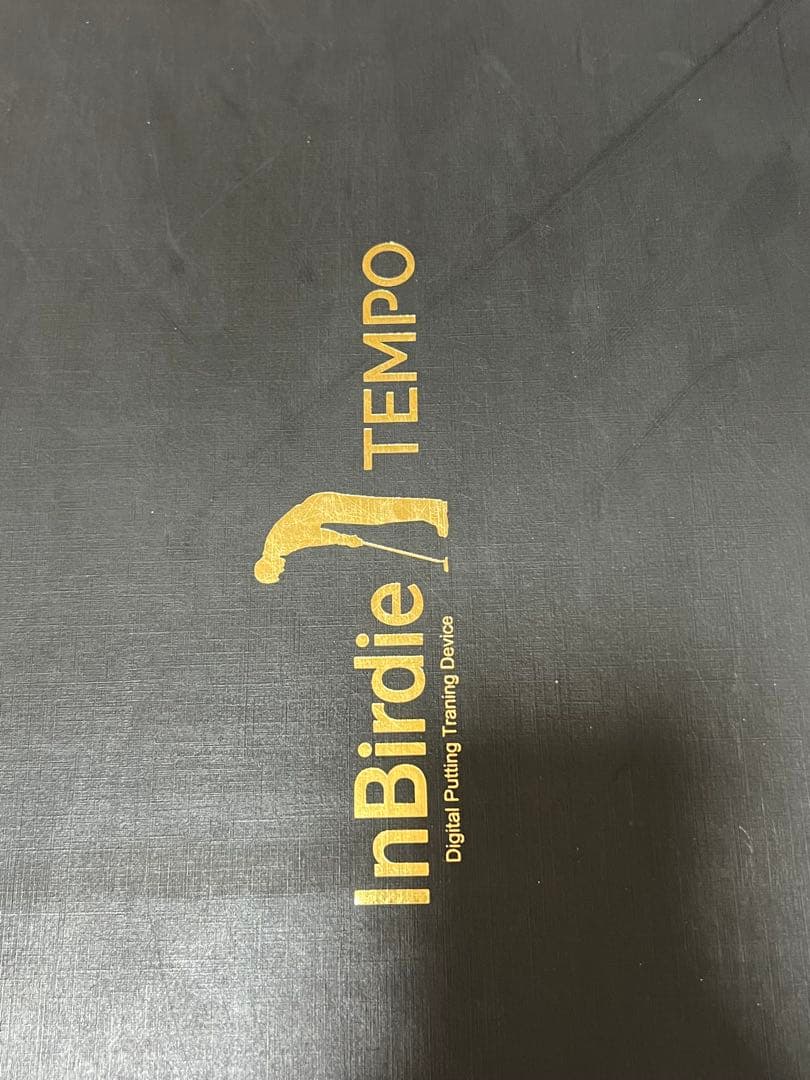 InBirdie TEMPO
Digital Putting Traning Device